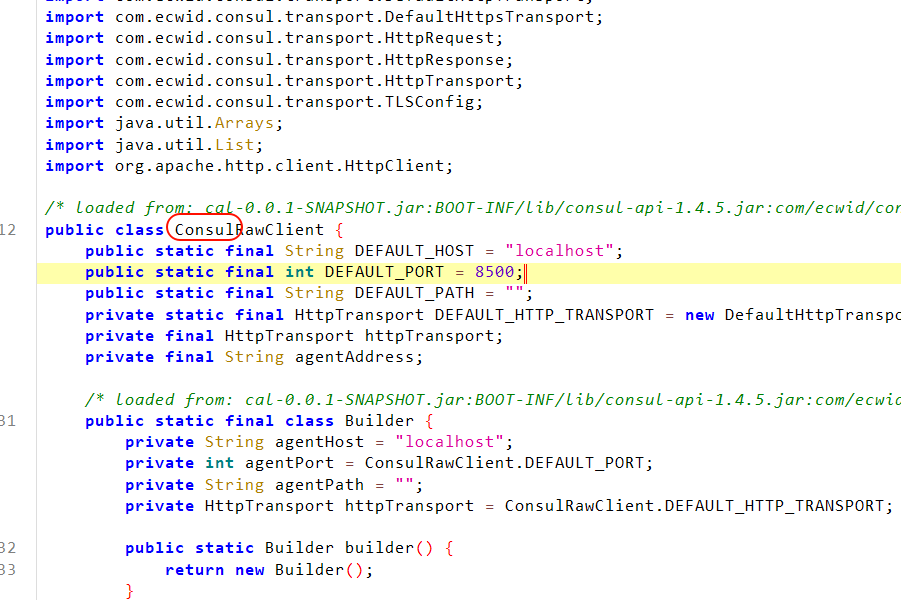 import com.ecwid.consul.transport.DefaultHttpsTransport;
import com.ecwid.consul.transport.HttpRequest;
import com.ecwid.consul.transport.HttpResponse;
import com.ecwid.consul.transport.HttpTransport;
import com.ecwid.consul.transport.TLSConfig;
import java.util.Arrays;
import java.util.List;
import org.apache.http.client.HttpClient;
/* loaded from: cal-0.0.1-SNAPSHOT.jar:BOOT-INF/lib/consul-api-1.4.5.jar:com/ecwid/con
12 public class ConsulRawClient {
public static final String DEFAULT_HOST = "localhost";
public static final int DEFAULT_PORT = 8500;
public static final String DEFAULT_PATH = "";
private static final HttpTransport DEFAULT_HTTP_TRANSPORT = new DefaultHttpTranspo
private final HttpTransport httpTransport;
private final String agentAddress;
/* loaded from: cal-0.0.1-SNAPSHOT.jar:BOOT-INF/lib/consul-api-1.4.5.jar:com/ecwid
31 public static final class Builder {
private String agentHost = "localhost";
private int agentPort = ConsulRawClient.DEFAULT_PORT;
private String agentPath = "";
private HttpTransport httpTransport = ConsulRawClient.DEFAULT_HTTP_TRANSPORT;
32 public static Builder builder() {
33 return new Builder();
}